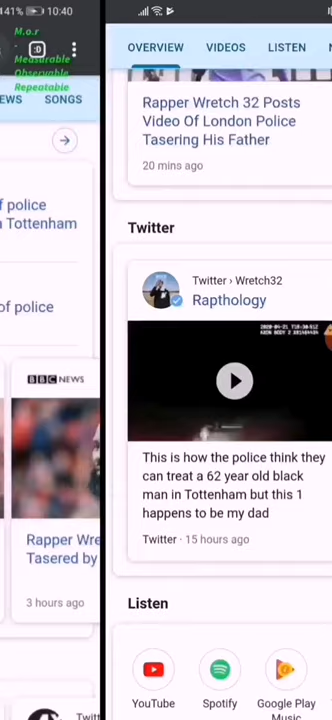 41% 10:40
M.o.r
-
Measurable
Observable
Repeatable
:D
EWS SONGS
of police
n Tottenham
of police
BBC NEWS
Rapper Wre
Tasered by
3 hours ago
Twitt
OVERVIEW VIDEOS LISTEN
Rapper Wretch 32 Posts
Video Of London Police
Tasering His Father
20 mins ago
Twitter
Twitter › Wretch32
Rapthology
This is how the police think they
can treat a 62 year old black
man in Tottenham but this 1
happens to be my dad
Twitter · 15 hours ago
Listen
YouTube Spotify Google Play
Music